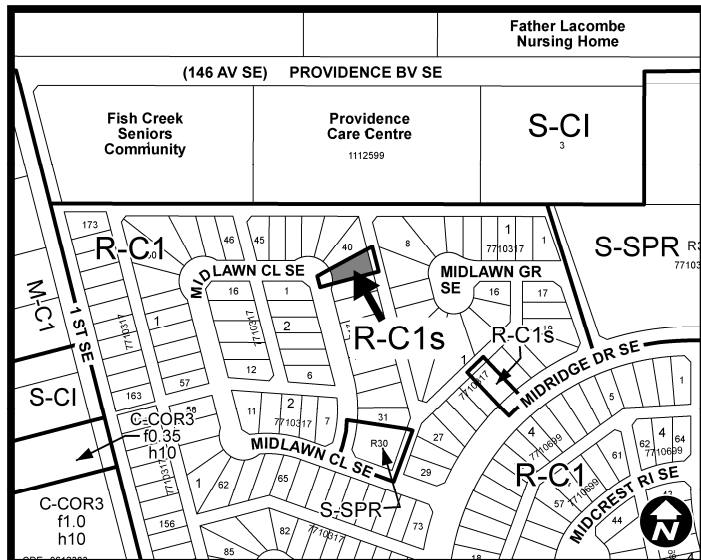 Father Lacombe
Nursing Home
(146 AV SE) PROVIDENCE BV SE
Fish Creek
Seniors
Community
Providence
Care Centre
1112599
S-CI
3
173
R-C1
46
45
40
8
1
7710317
1
S-SPR
MIDLAWN CL SE
MIDLAWN GR
SE
16
1
16
17
M-C1
1 ST SE
7710317
1
7710317
2
R-C1s
R-C1s
1
7710317
MIDRIDGE DR SE
12
6
57
163
S-CI
C-COR3
f0.35
h10
11
2
7
31
R30
27
29
5
1
4
7710699
4
7710699
62
64
61
MIDLAWN CL SE
R-C1
1
62
65
7710317
S-SPR
57
7710699
MIDCREST RI SE
44
C-COR3
f1.0
h10
156
82
7710317
73
85
N